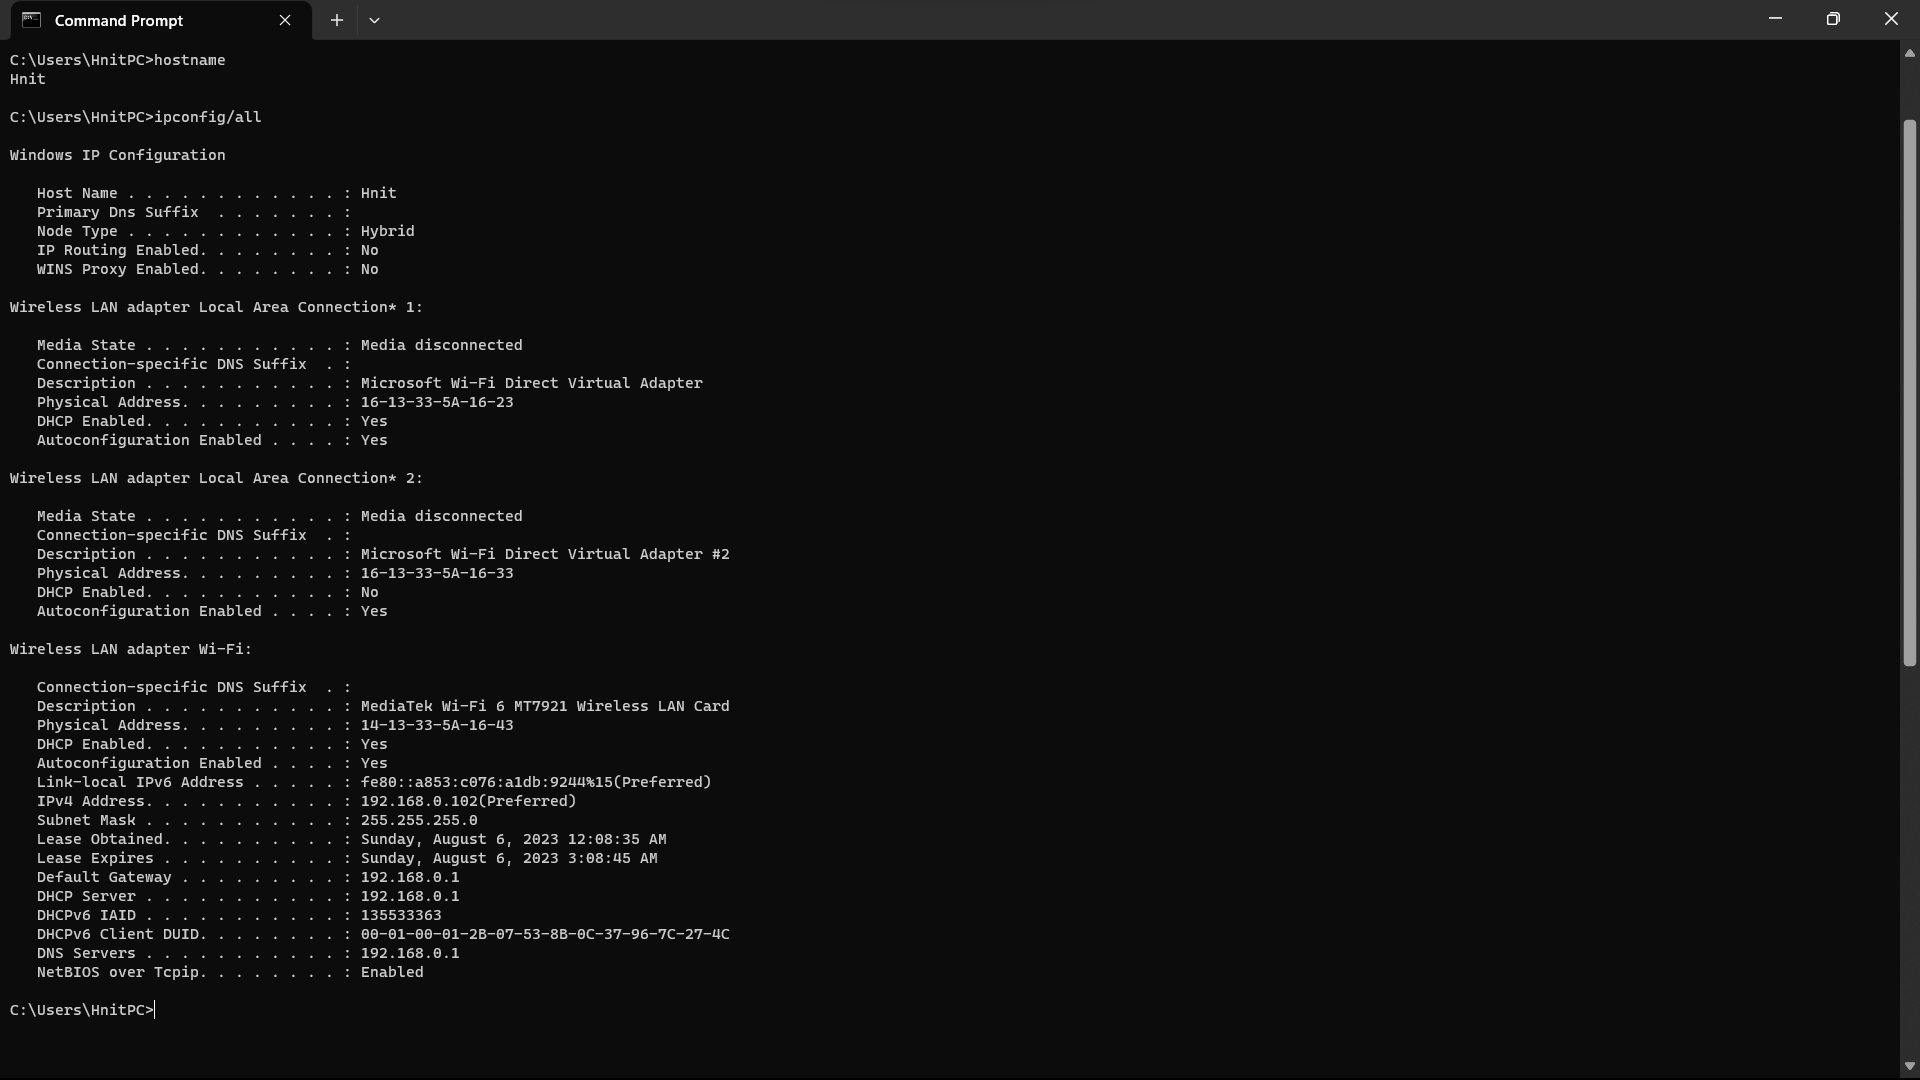 Command Prompt
C:\Users\HnitPC>hostname
Hnit
C:\Users\HnitPC>ipconfig/all
Windows IP Configuration
Host Name . . . . . . . . . . . . : Hnit
Primary Dns Suffix  . . . . . . . :
Node Type . . . . . . . . . . . . : Hybrid
IP Routing Enabled. . . . . . . . : No
WINS Proxy Enabled. . . . . . . . : No
Wireless LAN adapter Local Area Connection* 1:
Media State . . . . . . . . . . . : Media disconnected
Connection-specific DNS Suffix  . :
Description . . . . . . . . . . . : Microsoft Wi-Fi Direct Virtual Adapter
Physical Address. . . . . . . . . : 16-13-33-5A-16-23
DHCP Enabled. . . . . . . . . . . : Yes
Autoconfiguration Enabled . . . . : Yes
Wireless LAN adapter Local Area Connection* 2:
Media State . . . . . . . . . . . : Media disconnected
Connection-specific DNS Suffix  . :
Description . . . . . . . . . . . : Microsoft Wi-Fi Direct Virtual Adapter #2
Physical Address. . . . . . . . . : 16-13-33-5A-16-33
DHCP Enabled. . . . . . . . . . . : No
Autoconfiguration Enabled . . . . : Yes
Wireless LAN adapter Wi-Fi:
Connection-specific DNS Suffix  . :
Description . . . . . . . . . . . : MediaTek Wi-Fi 6 MT7921 Wireless LAN Card
Physical Address. . . . . . . . . : 14-13-33-5A-16-43
DHCP Enabled. . . . . . . . . . . : Yes
Autoconfiguration Enabled . . . . : Yes
Link-local IPv6 Address . . . . . : fe80::a853:c076:a1db:9244%15(Preferred)
IPv4 Address. . . . . . . . . . . : 192.168.0.102(Preferred)
Subnet Mask . . . . . . . . . . . : 255.255.255.0
Lease Obtained. . . . . . . . . . : Sunday, August 6, 2023 12:08:35 AM
Lease Expires . . . . . . . . . . : Sunday, August 6, 2023 3:08:45 AM
Default Gateway . . . . . . . . . : 192.168.0.1
DHCP Server . . . . . . . . . . . : 192.168.0.1
DHCPv6 IAID . . . . . . . . . . . : 135533363
DHCPv6 Client DUID. . . . . . . . : 00-01-00-01-2B-07-53-8B-0C-37-96-7C-27-4C
DNS Servers . . . . . . . . . . . : 192.168.0.1
NetBIOS over Tcpip. . . . . . . . : Enabled
C:\Users\HnitPC>